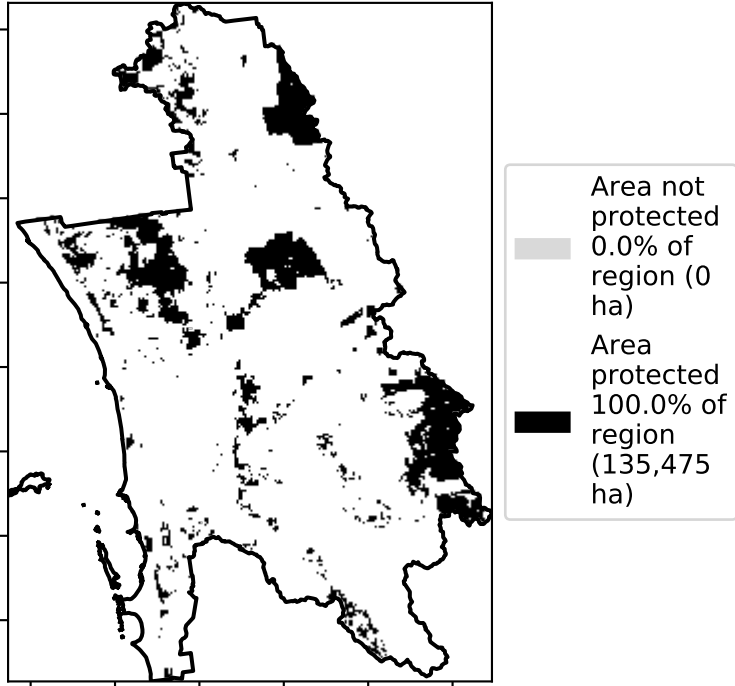 Area not
protected
0.0% of
region (0
ha)
Area
protected
100.0% of
region
(135,475
ha)